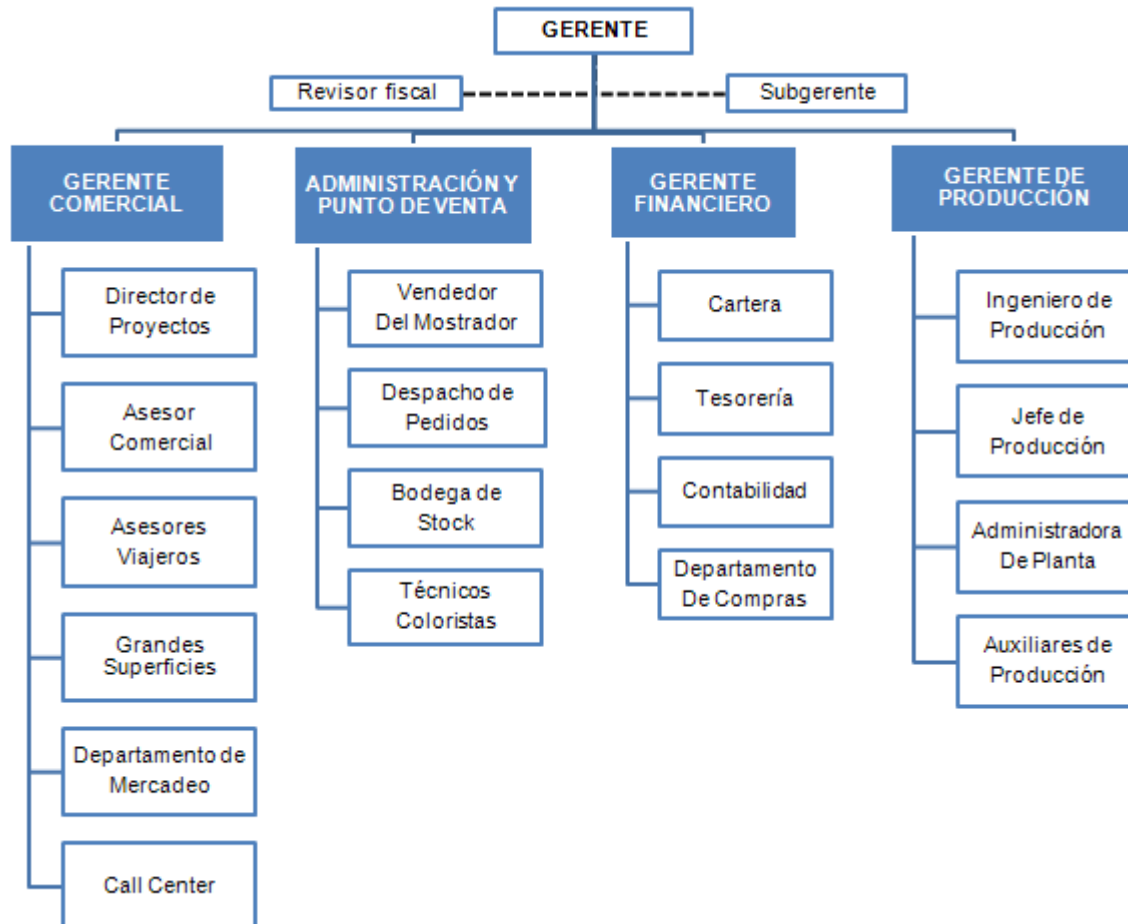 GERENTE
Revisor fiscal
Subgerente
GERENTE
COMERCIAL
Director de
Proyectos
Asesor
Comercial
Asesores
Viajeros
Grandes
Superficies
Departamento de
Mercadeo
Call Center
ADMINISTRACIÓN Y
PUNTO DE VENTA
Vendedor
Del Mostrador
Despacho de
Pedidos
Bodega de
Stock
Técnicos
Coloristas
GERENTE
FINANCIERO
Cartera
Tesorería
Contabilidad
Departamento
De Compras
GERENTE DE
PRODUCCIÓN
Ingeniero de
Producción
Jefe de
Producción
Administradora
De Planta
Auxiliares de
Producción